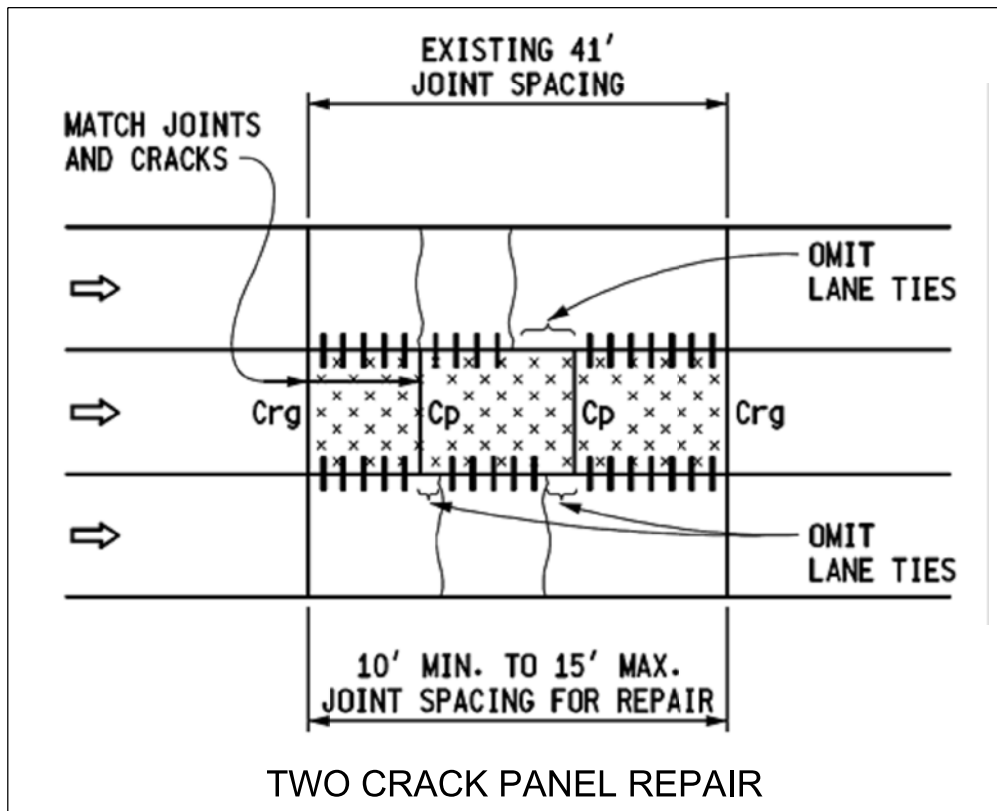 EXISTING 41'
JOINT SPACING
MATCH JOINTS
AND CRACKS
OMIT
LANE TIES
Crg
Cp
Cp
Crg
OMIT
LANE TIES
10' MIN. TO 15' MAX.
JOINT SPACING FOR REPAIR
TWO CRACK PANEL REPAIR